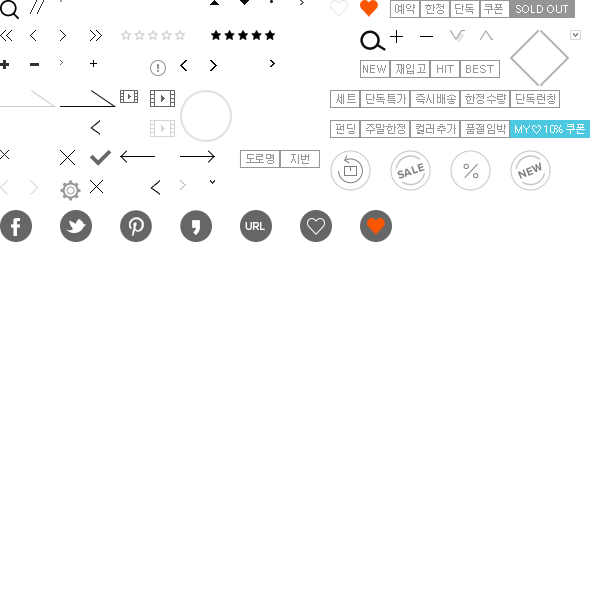 예약 한정 단독 쿠폰 SOLD OUT
NEW 재입고 HIT BEST
세트 단독특가 즉시배송 한정수량 단독런칭
펀딩 주말한정 컬러추가 품절임박 MY♡10% 쿠폰
도로명 지번
SALE % NEW
URL